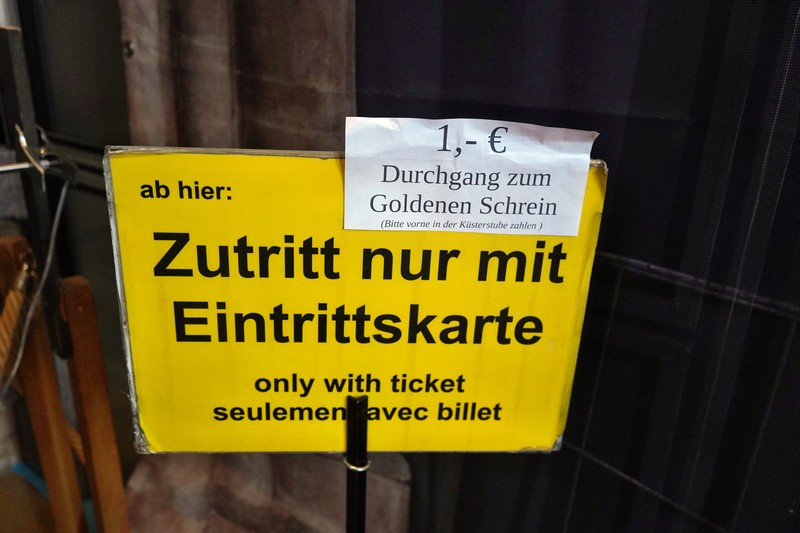 1,- €
Durchgang zum
Goldenen Schrein
(Bitte vorne in der Küsterstube zahlen )
ab hier:
Zutritt nur mit
Eintrittskarte
only with ticket
seulement avec billet